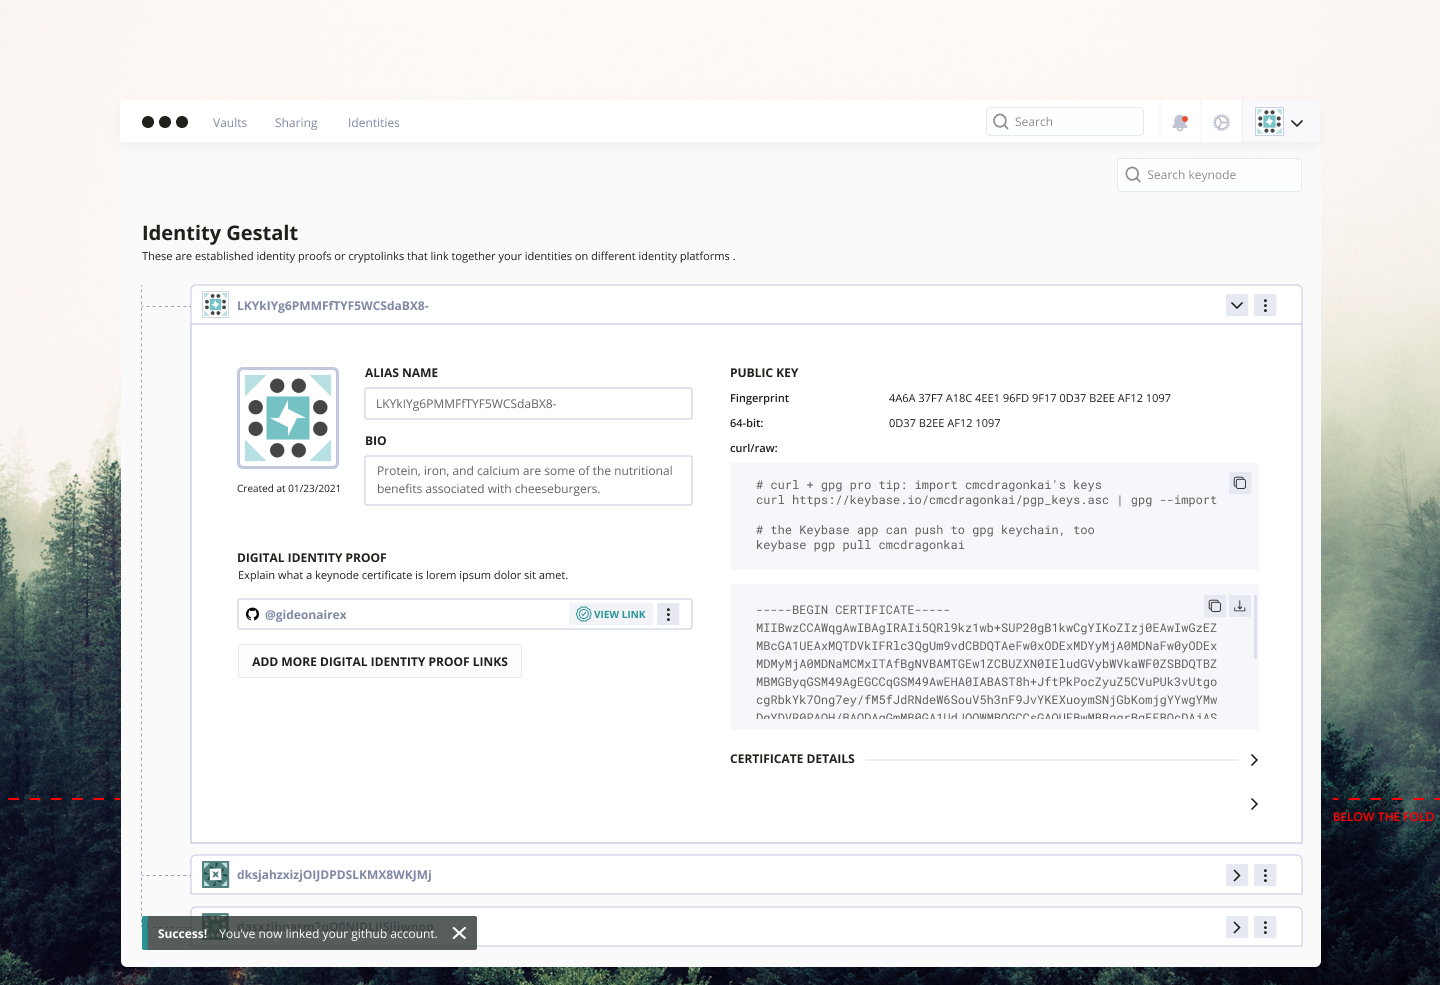 Vaults Sharing Identities Search
Search keynode
Identity Gestalt
These are established identity proofs or cryptolinks that link together your identities on different identity platforms .
LKYkIYg6PMMFfTYF5WCSdaBX8-
ALIAS NAME
LKYkIYg6PMMFfTYF5WCSdaBX8-
BIO
Protein, iron, and calcium are some of the nutritional
benefits associated with cheeseburgers.
Created at 01/23/2021
DIGITAL IDENTITY PROOF
Explain what a keynode certificate is lorem ipsum dolor sit amet.
@gideonairex VIEW LINK
ADD MORE DIGITAL IDENTITY PROOF LINKS
PUBLIC KEY
Fingerprint 4A6A 37F7 A18C 4EE1 96FD 9F17 0D37 B2EE AF12 1097
64-bit: 0D37 B2EE AF12 1097
curl/raw:
# curl + gpg pro tip: import cmcdragonkai's keys
curl https://keybase.io/cmcdragonkai/pgp_keys.asc | gpg --import
# the Keybase app can push to gpg keychain, too
keybase pgp pull cmcdragonkai
-----BEGIN CERTIFICATE-----
MIIBwzCCAWqgAwIBAgIRAIi5QRl9kz1wb+SUP20gB1kwCgYIKoZIzj0EAwIwGzEZ
MBcGA1UEAxMQTDVkIFRlc3QgUm9vdCBDQTAeFw0xODExMDYyMjA0MDNaFw0yODEx
MDMyMjA0MDNaMCMxITAfBgNVBAMTGEw1ZCBUZXN0IEludGVybWVkaWF0ZSBDQTBZ
MBMGByqGSM49AgEGCCqGSM49AwEHA0IABAST8h+JftPkPocZyuZ5CVuPUk3vUtgo
cgRbkYk7Ong7ey/fM5fJdRNdeW6SouV5h3nF9JvYKEXuoymSNjGbKomjgYYwgYMw
CERTIFICATE DETAILS
BELOW THE FOLD
dksjahzxizjOIJDPDSLKMX8WKJMj
Success! You've now linked your github account.